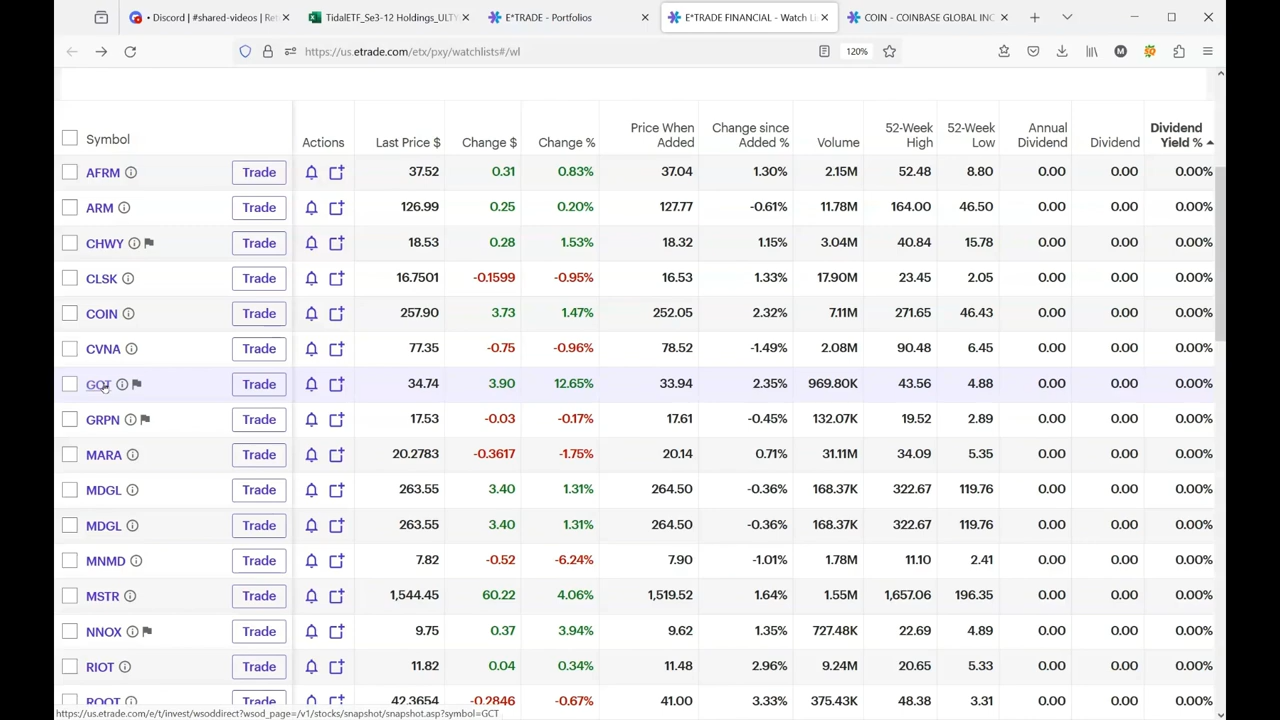 • Discord | #shared-videos | Ret
TidalETF_Se3-12 Holdings_ULTY
E*TRADE - Portfolios
E*TRADE FINANCIAL - Watch Li
COIN - COINBASE GLOBAL INC
https://us.etrade.com/etx/pxy/watchlists#/wl
120%
Symbol Actions Last Price $ Change $ Change % Price When Added Change since Added % Volume 52-Week High 52-Week Low Annual Dividend Dividend Dividend Yield %
AFRM Trade 37.52 0.31 0.83% 37.04 1.30% 2.15M 52.48 8.80 0.00 0.00 0.00%
ARM Trade 126.99 0.25 0.20% 127.77 -0.61% 11.78M 164.00 46.50 0.00 0.00 0.00%
CHWY Trade 18.53 0.28 1.53% 18.32 1.15% 3.04M 40.84 15.78 0.00 0.00 0.00%
CLSK Trade 16.7501 -0.1599 -0.95% 16.53 1.33% 17.90M 23.45 2.05 0.00 0.00 0.00%
COIN Trade 257.90 3.73 1.47% 252.05 2.32% 7.11M 271.65 46.43 0.00 0.00 0.00%
CVNA Trade 77.35 -0.75 -0.96% 78.52 -1.49% 2.08M 90.48 6.45 0.00 0.00 0.00%
GCT Trade 34.74 3.90 12.65% 33.94 2.35% 969.80K 43.56 4.88 0.00 0.00 0.00%
GRPN Trade 17.53 -0.03 -0.17% 17.61 -0.45% 132.07K 19.52 2.89 0.00 0.00 0.00%
MARA Trade 20.2783 -0.3617 -1.75% 20.14 0.71% 31.11M 34.09 5.35 0.00 0.00 0.00%
MDGL Trade 263.55 3.40 1.31% 264.50 -0.36% 168.37K 322.67 119.76 0.00 0.00 0.00%
MDGL Trade 263.55 3.40 1.31% 264.50 -0.36% 168.37K 322.67 119.76 0.00 0.00 0.00%
MNMD Trade 7.82 -0.52 -6.24% 7.90 -1.01% 1.78M 11.10 2.41 0.00 0.00 0.00%
MSTR Trade 1,544.45 60.22 4.06% 1,519.52 1.64% 1.55M 1,657.06 196.35 0.00 0.00 0.00%
NNOX Trade 9.75 0.37 3.94% 9.62 1.35% 727.48K 22.69 4.89 0.00 0.00 0.00%
RIOT Trade 11.82 0.04 0.34% 11.48 2.96% 9.24M 20.65 5.33 0.00 0.00 0.00%
ROOT Trade 42.3654 -0.2846 -0.67% 41.00 3.33% 375.43K 48.38 3.31 0.00 0.00 0.00%
https://us.etrade.com/e/t/invest/wsoddirect?wsod_page=/v1/stocks/snapshot/snapshot.asp?symbol=GCT